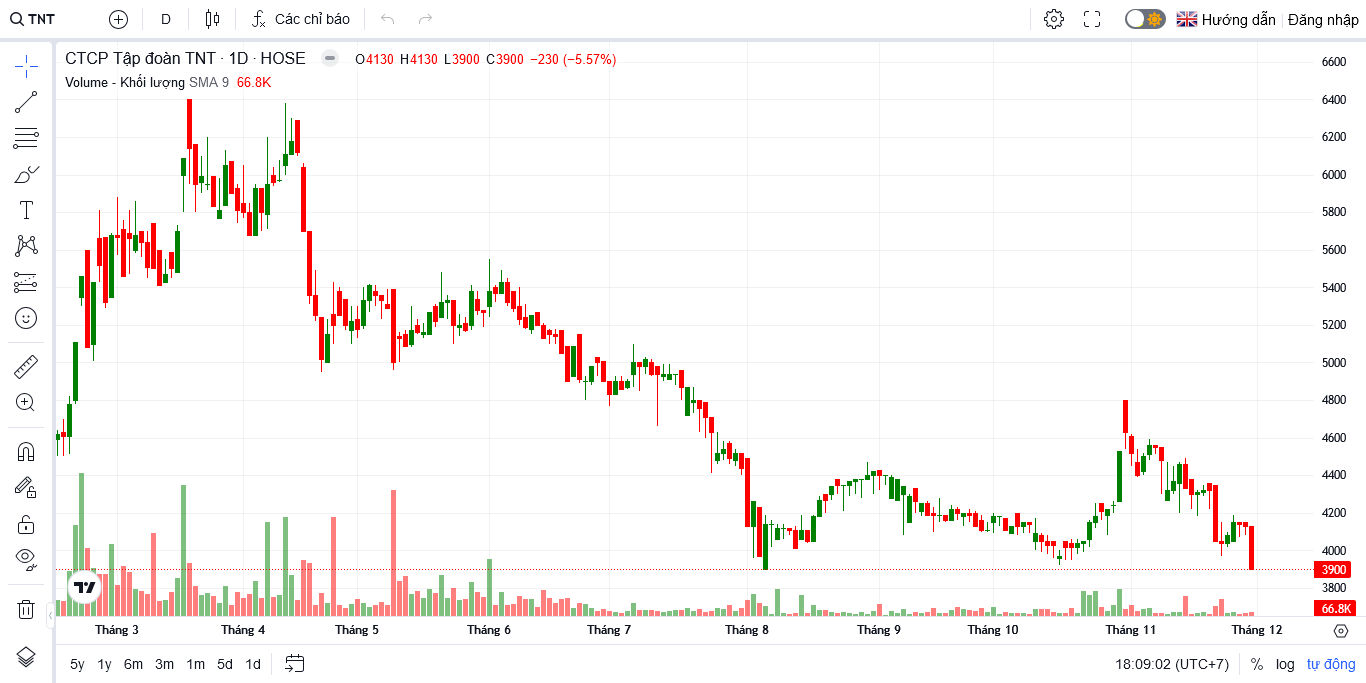 TNT D Các chỉ báo Hướng dẫn Đăng nhập
CTCP Tập đoàn TNT · 1D · HOSE O4130 H4130 L3900 C3900 −230 (−5.57%)
Volume - Khối lượng SMA 9 66.8K
6600
6400
6200
6000
5800
5600
5400
5200
5000
4800
4600
4400
4200
4000
3900
3800
66.8K
Tháng 3 Tháng 4 Tháng 5 Tháng 6 Tháng 7 Tháng 8 Tháng 9 Tháng 10 Tháng 11 Tháng 12
5y 1y 6m 3m 1m 5d 1d 18:09:02 (UTC+7) % log tự động